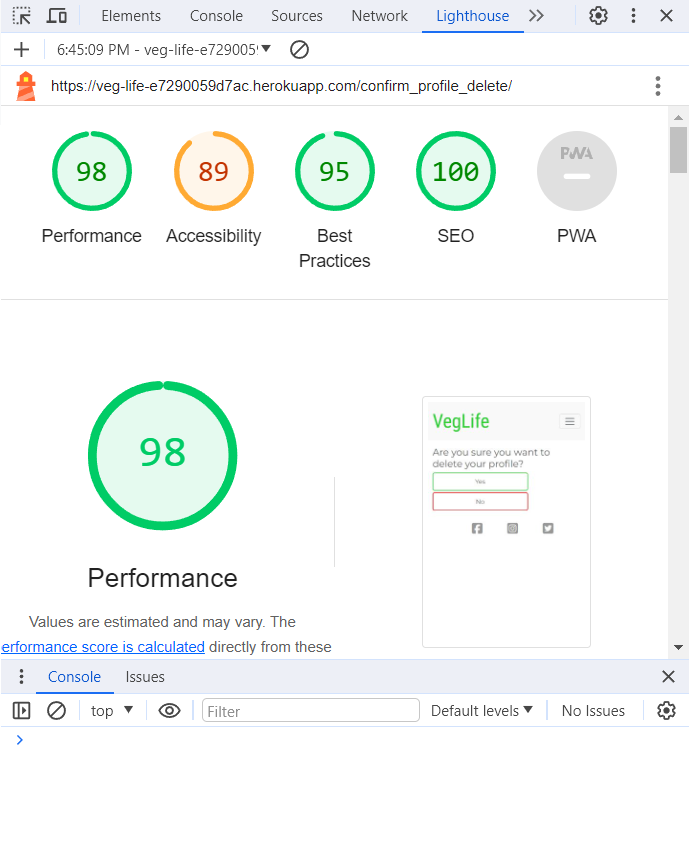 Elements Console Sources Network Lighthouse
6:45:09 PM - veg-life-e7290059
https://veg-life-e7290059d7ac.herokuapp.com/confirm_profile_delete/
98 89 95 100 PWA
Performance Accessibility Best Practices SEO PWA
98
VegLife
Are you sure you want to
delete your profile?
Yes
No
Performance
Values are estimated and may vary. The
erformance score is calculated directly from these
Console Issues
top Filter Default levels No Issues